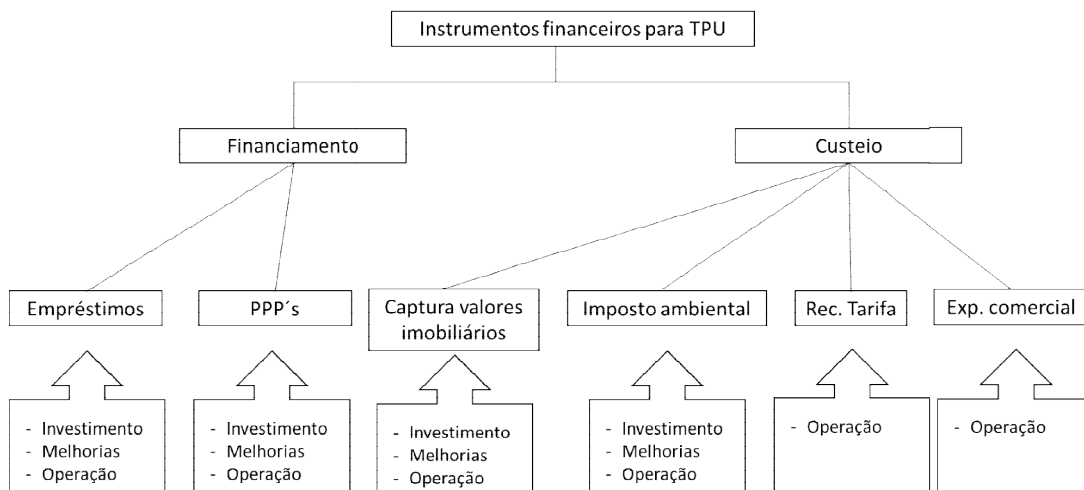 Instrumentos financeiros para TPU
Financiamento
Custeio
Empréstimos
PPP´s
Captura valores
imobiliários
Imposto ambiental
Rec. Tarifa
Exp. comercial
- Investimento
- Melhorias
- Operação
- Investimento
- Melhorias
- Operação
- Investimento
- Melhorias
- Operação
- Investimento
- Melhorias
- Operação
- Operação
- Operação